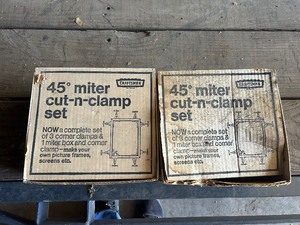 CRAFTSMAN
45° miter
cut-n-clamp
set
NOW a complete set
of 3 corner clamps &
1 miter box and corner
clamp—make your
own picture frames,
screens etc.
CRAFTSMAN
45° miter
cut-n-clamp
set
NOW a complete set
of 3 corner clamps &
1 miter box and corner
clamp—make your
own picture frames,
screens etc.